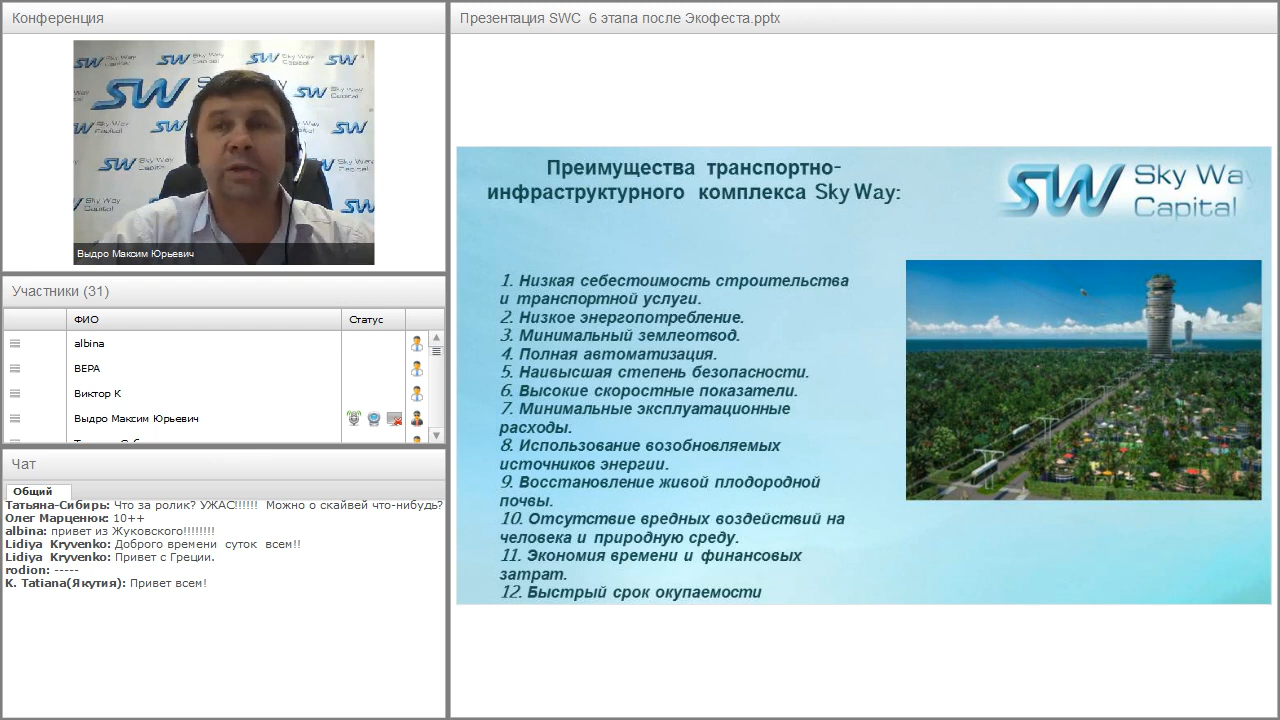 Конференция
SW Sky Way
Capital
Выдро Максим Юрьевич
Участники (31)
ФИО
Статус
albina
ВЕРА
Виктор К
Выдро Максим Юрьевич
Чат
Общий
Татьяна-Сибирь: Что за ролик? УЖАС!!!!!! Можно о скайвей что-нибудь?
Олег Марценюк: 10++
albina: привет из Жуковского!!!!!!!!
Lidiya Kryvenko: Доброго времени суток всем!!
Lidiya Kryvenko: Привет с Греции.
rodion: -----
K. Tatiana(Якутия): Привет всем!
Презентация SWC 6 этапа после Экофеста.pptx
Преимущества транспортно-
инфраструктурного комплекса Sky Way:
SW Sky Way
Capital
1. Низкая себестоимость строительства
и транспортной услуги.
2. Низкое энергопотребление.
3. Минимальный землеотвод.
4. Полная автоматизация.
5. Наивысшая степень безопасности.
6. Высокие скоростные показатели.
7. Минимальные эксплуатационные
расходы.
8. Использование возобновляемых
источников энергии.
9. Восстановление живой плодородной
почвы.
10. Отсутствие вредных воздействий на
человека и природную среду.
11. Экономия времени и финансовых
затрат.
12. Быстрый срок окупаемости